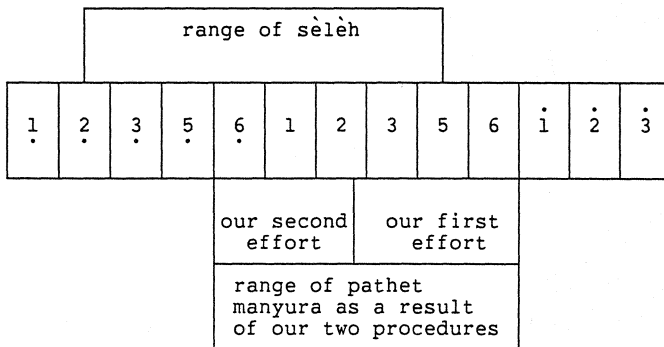 range of sèlèh
1̣ 2̣ 3̣ 5̣ 6̣ 1 2 3 5 6 1̇ 2̇ 3̇
our second our first
effort effort
range of pathet
manyura as a result
of our two procedures